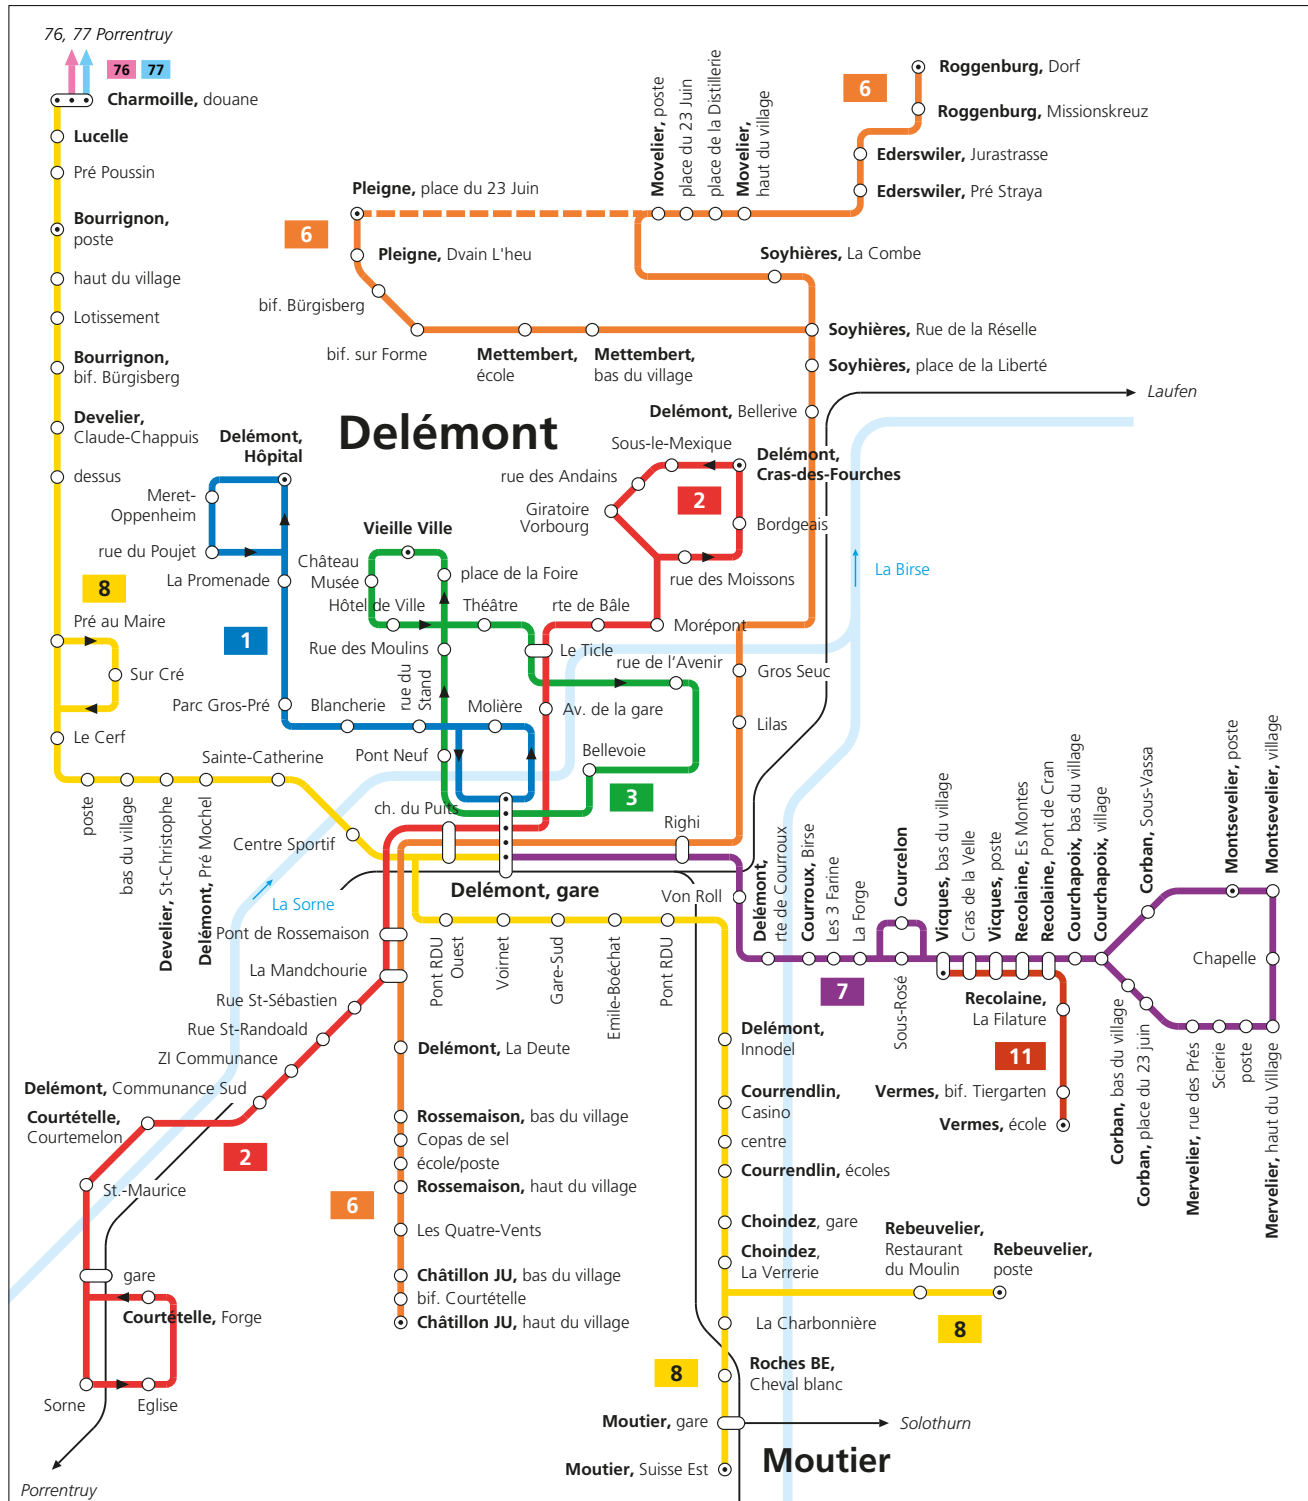 76, 77 Porrentruy
76
77
Charmoille, douane
Lucelle
Pré Poussin
Bourrignon,
poste
haut du village
Lotissement
Bourrignon,
bif. Bürgisberg
Develier,
Claude-Chappuis
dessus
8
Pré au Maire
Sur Cré
Le Cerf
poste
bas du village
Develier, St-Christophe
Delémont, Pré Mochel
Sainte-Catherine
Centre Sportif
6
Roggenburg, Dorf
Roggenburg, Missionskreuz
Ederswiler, Jurastrasse
Ederswiler, Pré Straya
Movelier, poste
place du 23 Juin
place de la Distillerie
Movelier,
haut du village
Pleigne, place du 23 Juin
6
Pleigne, Dvain L'heu
bif. Bürgisberg
bif. sur Forme
Mettembert,
école
Mettembert,
bas du village
Soyhières, La Combe
Soyhières, Rue de la Réselle
Soyhières, place de la Liberté
Laufen
Delémont, Bellerive
Delémont
Delémont,
Hôpital
Meret-
Oppenheim
rue du Poujet
La Promenade
1
Parc Gros-Pré
Blancherie
rue du
Stand
Molière
Vieille Ville
Château
Musée
place de la Foire
Hôtel de Ville
Théâtre
Rue des Moulins
Pont Neuf
Le Ticle
rue de l'Avenir
Bellevoie
3
Sous-le-Mexique
rue des Andains
Giratoire
Vorbourg
2
Delémont,
Cras-des-Fourches
Bordgeais
rue des Moissons
rte de Bâle
Morépont
Av. de la gare
La Birse
Gros Seuc
Lilas
ch. du Puits
Righi
Delémont, gare
La Sorne
Von Roll
Pont de Rossemaison
La Mandchourie
Rue St-Sébastien
Rue St-Randoald
ZI Communance
Delémont, Communance Sud
Courtételle,
Courtemelon
2
St.-Maurice
gare
Courtételle, Forge
Sorne
Eglise
Porrentruy
Pont RDU
Ouest
Voirnet
Gare-Sud
Emile-Boéchat
Pont RDU
Delémont, La Deute
Rossemaison, bas du village
Copas de sel
école/poste
Rossemaison, haut du village
6
Les Quatre-Vents
Châtillon JU, bas du village
bif. Courtételle
Châtillon JU, haut du village
Delémont,
rte de Courroux
Courroux, Birse
Les 3 Farine
La Forge
7
Courcelon
Sous-Rosé
Vicques, bas du village
Cras de la Velle
Vicques, poste
Recolaine, Es Montes
Recolaine, Pont de Cran
Courchapoix, bas du village
Courchapoix, village
Corban, Sous-Vassa
Montsevelier, poste
Montsevelier, village
Chapelle
Corban, bas du village
Corban, place du 23 juin
Mervelier, rue des Prés
Scierie
poste
Mervelier, haut du Village
Recolaine,
La Filature
11
Vermes, bif. Tiergarten
Vermes, école
Delémont,
Innodel
Courrendlin,
Casino
centre
Courrendlin, écoles
Choindez, gare
Choindez,
La Verrerie
Rebeuvelier,
Restaurant
du Moulin
Rebeuvelier,
poste
8
La Charbonnière
8
Roches BE,
Cheval blanc
Moutier, gare
Solothurn
Moutier, Suisse Est
Moutier